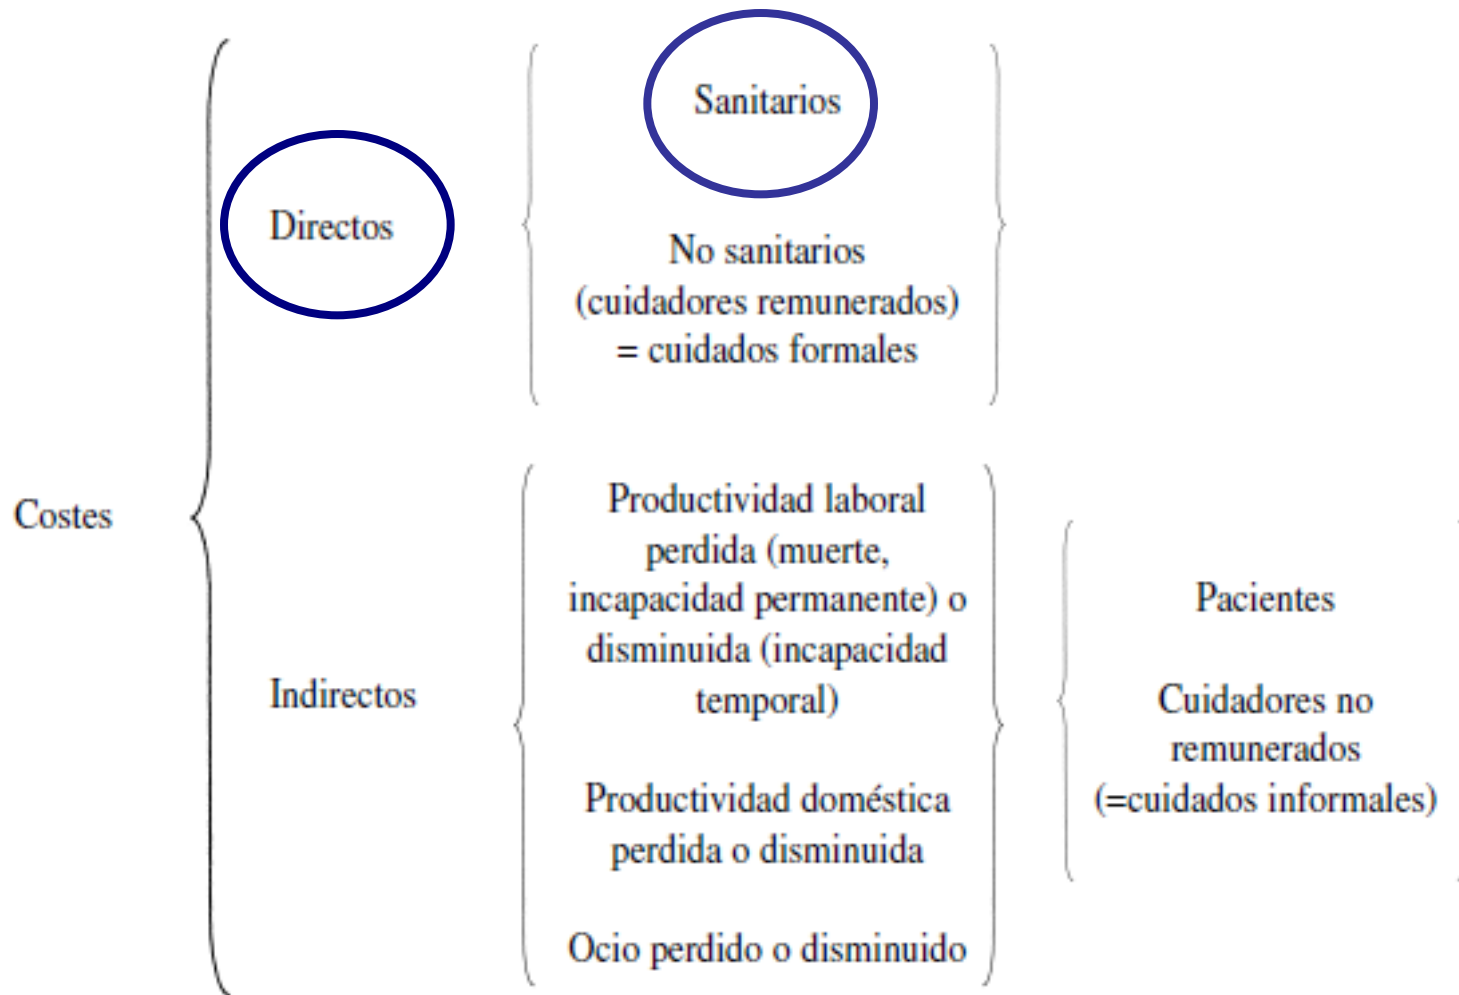 Costes
Directos
Sanitarios
No sanitarios
(cuidadores remunerados)
= cuidados formales
Indirectos
Productividad laboral
perdida (muerte,
incapacidad permanente) o
disminuida (incapacidad
temporal)
Productividad doméstica
perdida o disminuida
Ocio perdido o disminuido
Pacientes
Cuidadores no
remunerados
(=cuidados informales)